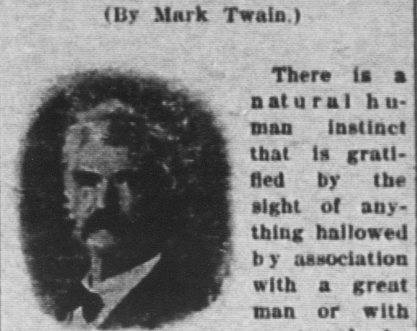 (By Mark Twain.)
There is a
natural hu-
man instinct
that is grati-
fied by the
sight of any-
thing hallowed
by association
with a great
man or with